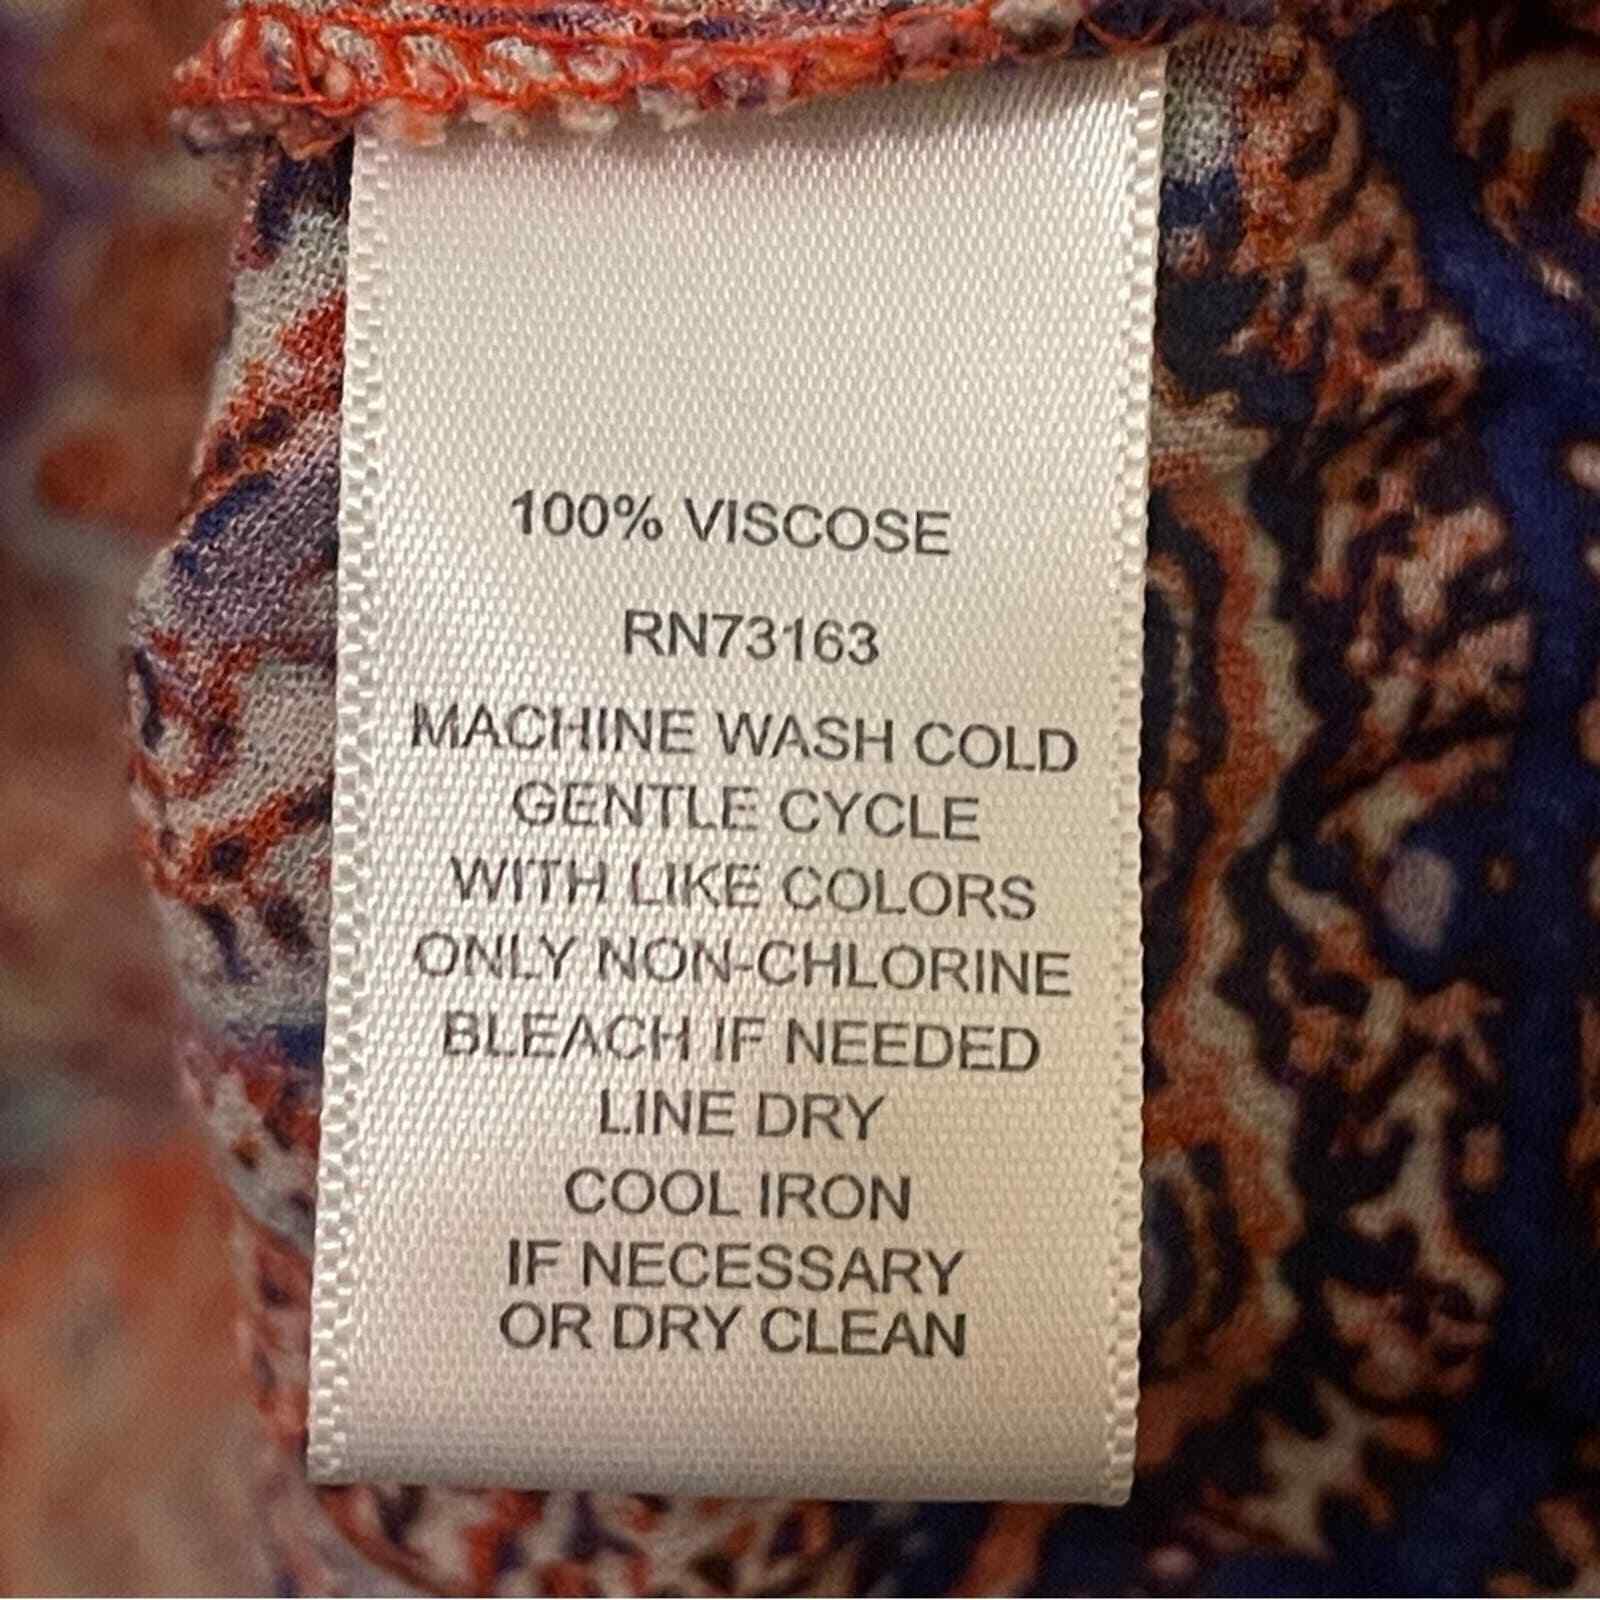 100% VISCOSE
RN73163
MACHINE WASH COLD
GENTLE CYCLE
WITH LIKE COLORS
ONLY NON-CHLORINE
BLEACH IF NEEDED
LINE DRY
COOL IRON
IF NECESSARY
OR DRY CLEAN